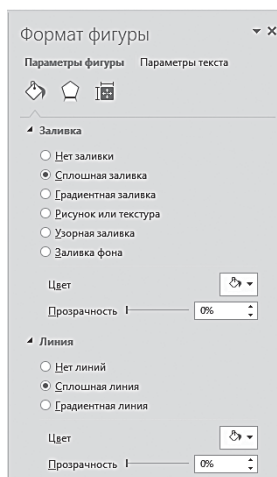 Формат фигуры
Параметры фигуры Параметры текста
Заливка
Нет заливки
Сплошная заливка
Градиентная заливка
Рисунок или текстура
Узорная заливка
Заливка фона
Цвет
Прозрачность 0%
Линия
Нет линий
Сплошная линия
Градиентная линия
Цвет
Прозрачность 0%